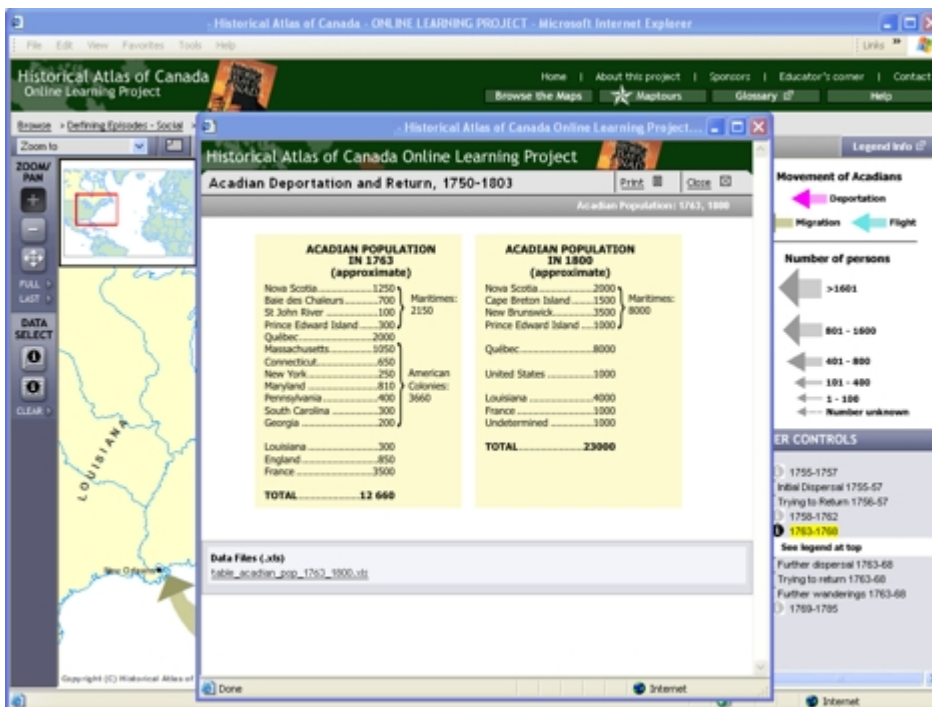 - Historical Atlas of Canada - ONLINE LEARNING PROJECT - Microsoft Internet Explorer
File Edit View Favorites Tools Help
Links »
Historical Atlas of Canada
Online Learning Project
Home | About this project | Sponsors | Educator's corner | Contact
Browse the Maps Maptours Glossary Help
Browse > Defining Episodes - Social >
Zoom to
Legend Info
ZOOM/
PAN
FULL
LAST
DATA
SELECT
CLEAR
LOUISIANA
New Orleans
Copyright (C) Historical Atlas of
- Historical Atlas of Canada Online Learning Project...
Historical Atlas of Canada Online Learning Project
Acadian Deportation and Return, 1750-1803
Print Close
Acadian Population: 1763, 1800
ACADIAN POPULATION
IN 1763
(approximate)
Nova Scotia 1250
Baie des Chaleurs 700
St John River 100
Prince Edward Island 300
Maritimes:
2150
Québec 2000
Massachusetts 1050
Connecticut 650
New York 250
Maryland 810
Pennsylvania 400
South Carolina 300
Georgia 200
American
Colonies:
3660
Louisiana 300
England 850
France 3500
TOTAL 12 660
ACADIAN POPULATION
IN 1800
(approximate)
Nova Scotia 2000
Cape Breton Island 1500
New Brunswick 3500
Prince Edward Island 1000
Maritimes:
8000
Québec 8000
United States 1000
Louisiana 4000
France 1000
Undetermined 1000
TOTAL 23000
Data Files (.xls)
table_acadian_pop_1763_1800.xls
Done
Internet
Movement of Acadians
Deportation
Migration Flight
Number of persons
>1601
801 - 1600
401 - 800
101 - 400
1 - 100
Number unknown
ER CONTROLS
1755-1757
Initial Dispersal 1755-57
Trying to Return 1756-57
1758-1762
1763-1768
See legend at top
Further dispersal 1763-68
Trying to return 1763-68
Further wanderings 1763-68
1769-1785
Internet